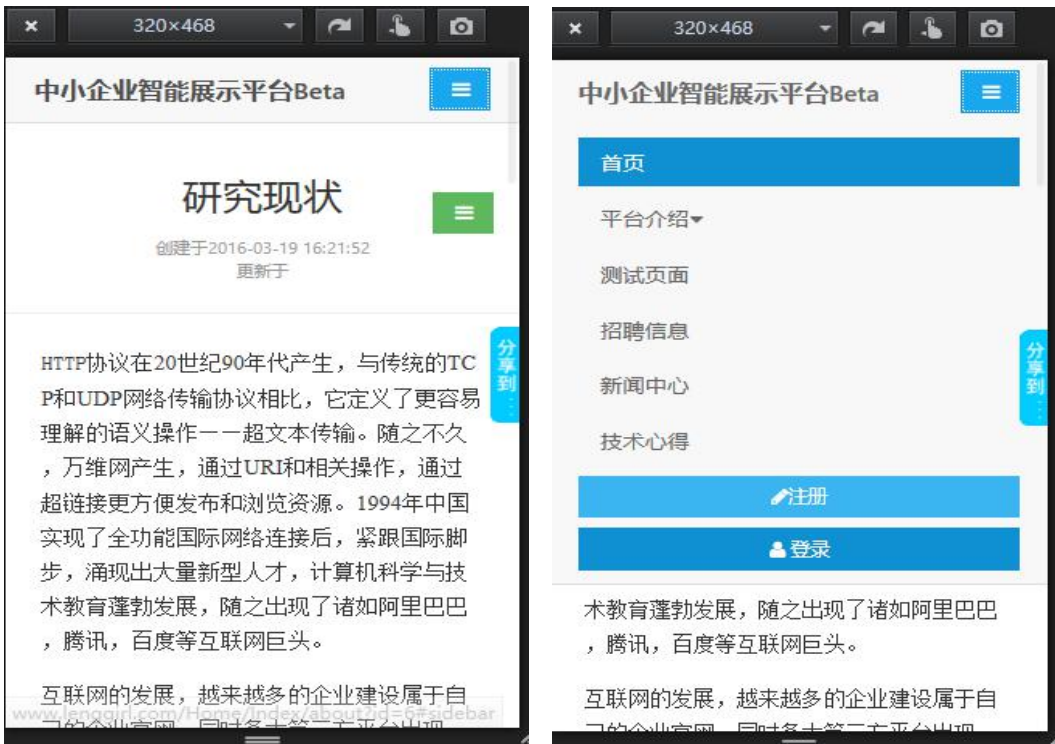 320×468
中小企业智能展示平台Beta
研究现状
创建于2016-03-19 16:21:52
更新于
分享到
HTTP协议在20世纪90年代产生，与传统的TC
P和UDP网络传输协议相比，它定义了更容易
理解的语义操作——超文本传输。随之不久
，万维网产生，通过URI和相关操作，通过
超链接更方便发布和浏览资源。1994年中国
实现了全功能国际网络连接后，紧跟国际脚
步，涌现出大量新型人才，计算机科学与技
术教育蓬勃发展，随之出现了诸如阿里巴巴
，腾讯，百度等互联网巨头。
互联网的发展，越来越多的企业建设属于自
www.lenggirl.com/Home/Index/about?id=6#sidebar
320×468
中小企业智能展示平台Beta
首页
平台介绍
测试页面
招聘信息
新闻中心
技术心得
注册
登录
分享到
术教育蓬勃发展，随之出现了诸如阿里巴巴
，腾讯，百度等互联网巨头。
互联网的发展，越来越多的企业建设属于自